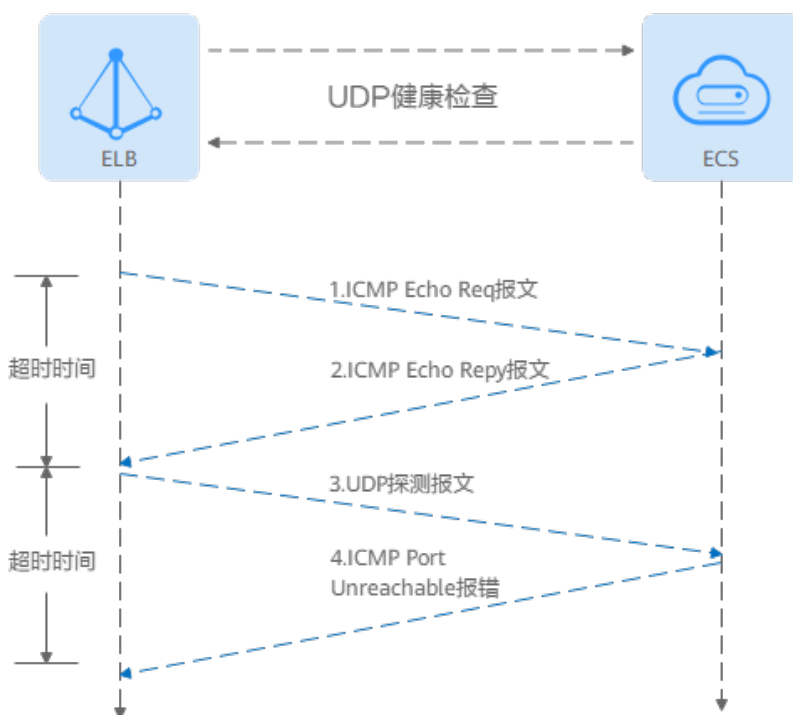 UDP健康检查
ELB
ECS
1.ICMP Echo Req报文
超时时间
2.ICMP Echo Repy报文
3.UDP探测报文
超时时间
4.ICMP Port
Unreachable报错